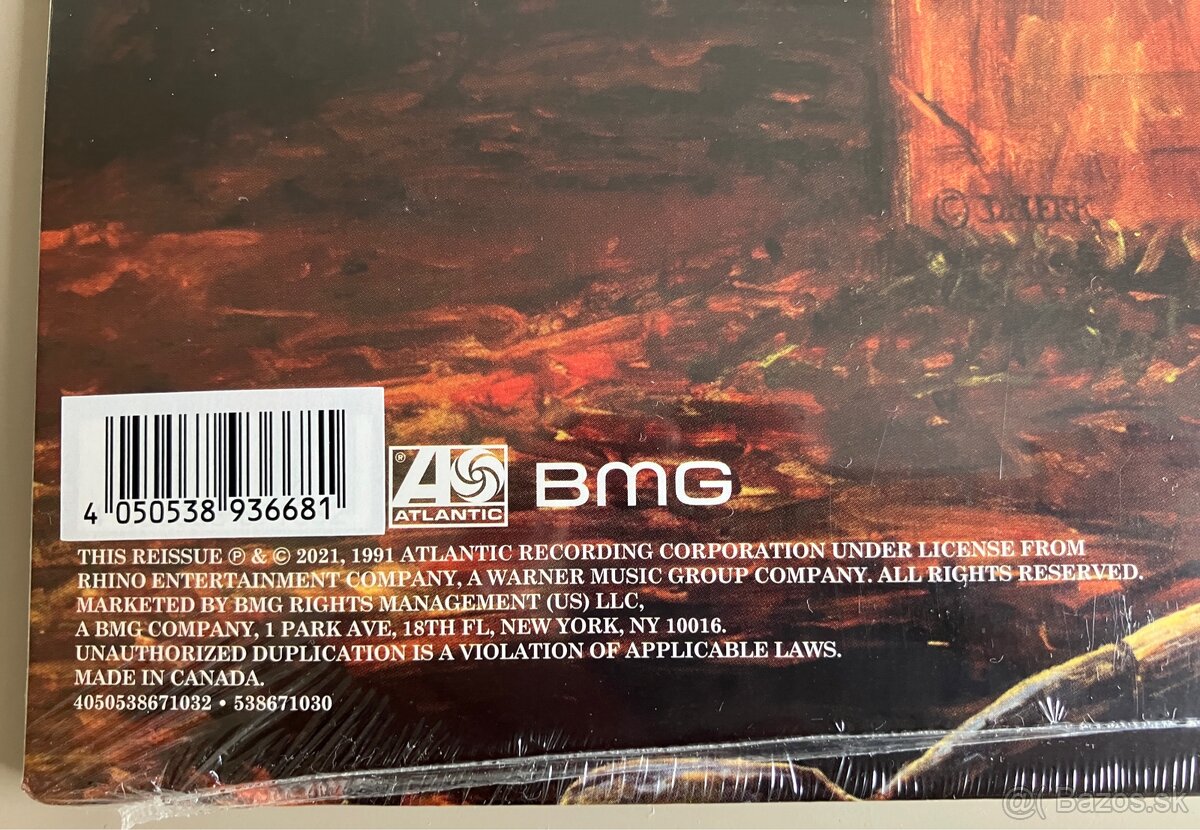 ©
4 050538 936681
® ATLANTIC BMG
THIS REISSUE ℗ & © 2021, 1991 ATLANTIC RECORDING CORPORATION UNDER LICENSE FROM
RHINO ENTERTAINMENT COMPANY, A WARNER MUSIC GROUP COMPANY. ALL RIGHTS RESERVED.
MARKETED BY BMG RIGHTS MANAGEMENT (US) LLC,
A BMG COMPANY, 1 PARK AVE, 18TH FL, NEW YORK, NY 10016.
UNAUTHORIZED DUPLICATION IS A VIOLATION OF APPLICABLE LAWS.
MADE IN CANADA.
4050538671032 • 538671030
@( Bazos.sk